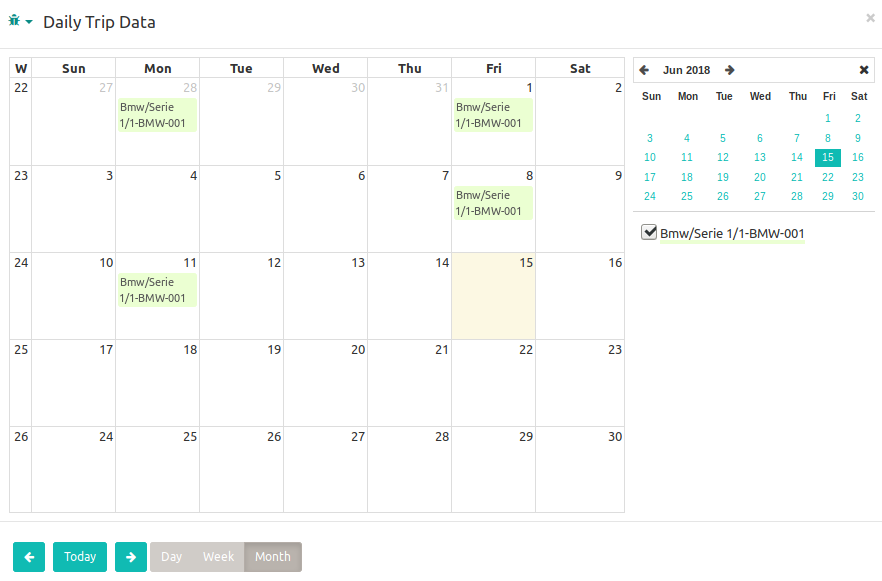 Daily Trip Data
W Sun Mon Tue Wed Thu Fri Sat
22 27 28 29 30 31 1 2
Bmw/Serie Bmw/Serie
1/1-BMW-001 1/1-BMW-001
23 3 4 5 6 7 8 9
Bmw/Serie
1/1-BMW-001
24 10 11 12 13 14 15 16
Bmw/Serie
1/1-BMW-001
25 17 18 19 20 21 22 23
26 24 25 26 27 28 29 30
Jun 2018
Sun Mon Tue Wed Thu Fri Sat
1 2
3 4 5 6 7 8 9
10 11 12 13 14 15 16
17 18 19 20 21 22 23
24 25 26 27 28 29 30
Bmw/Serie 1/1-BMW-001
Today Day Week Month